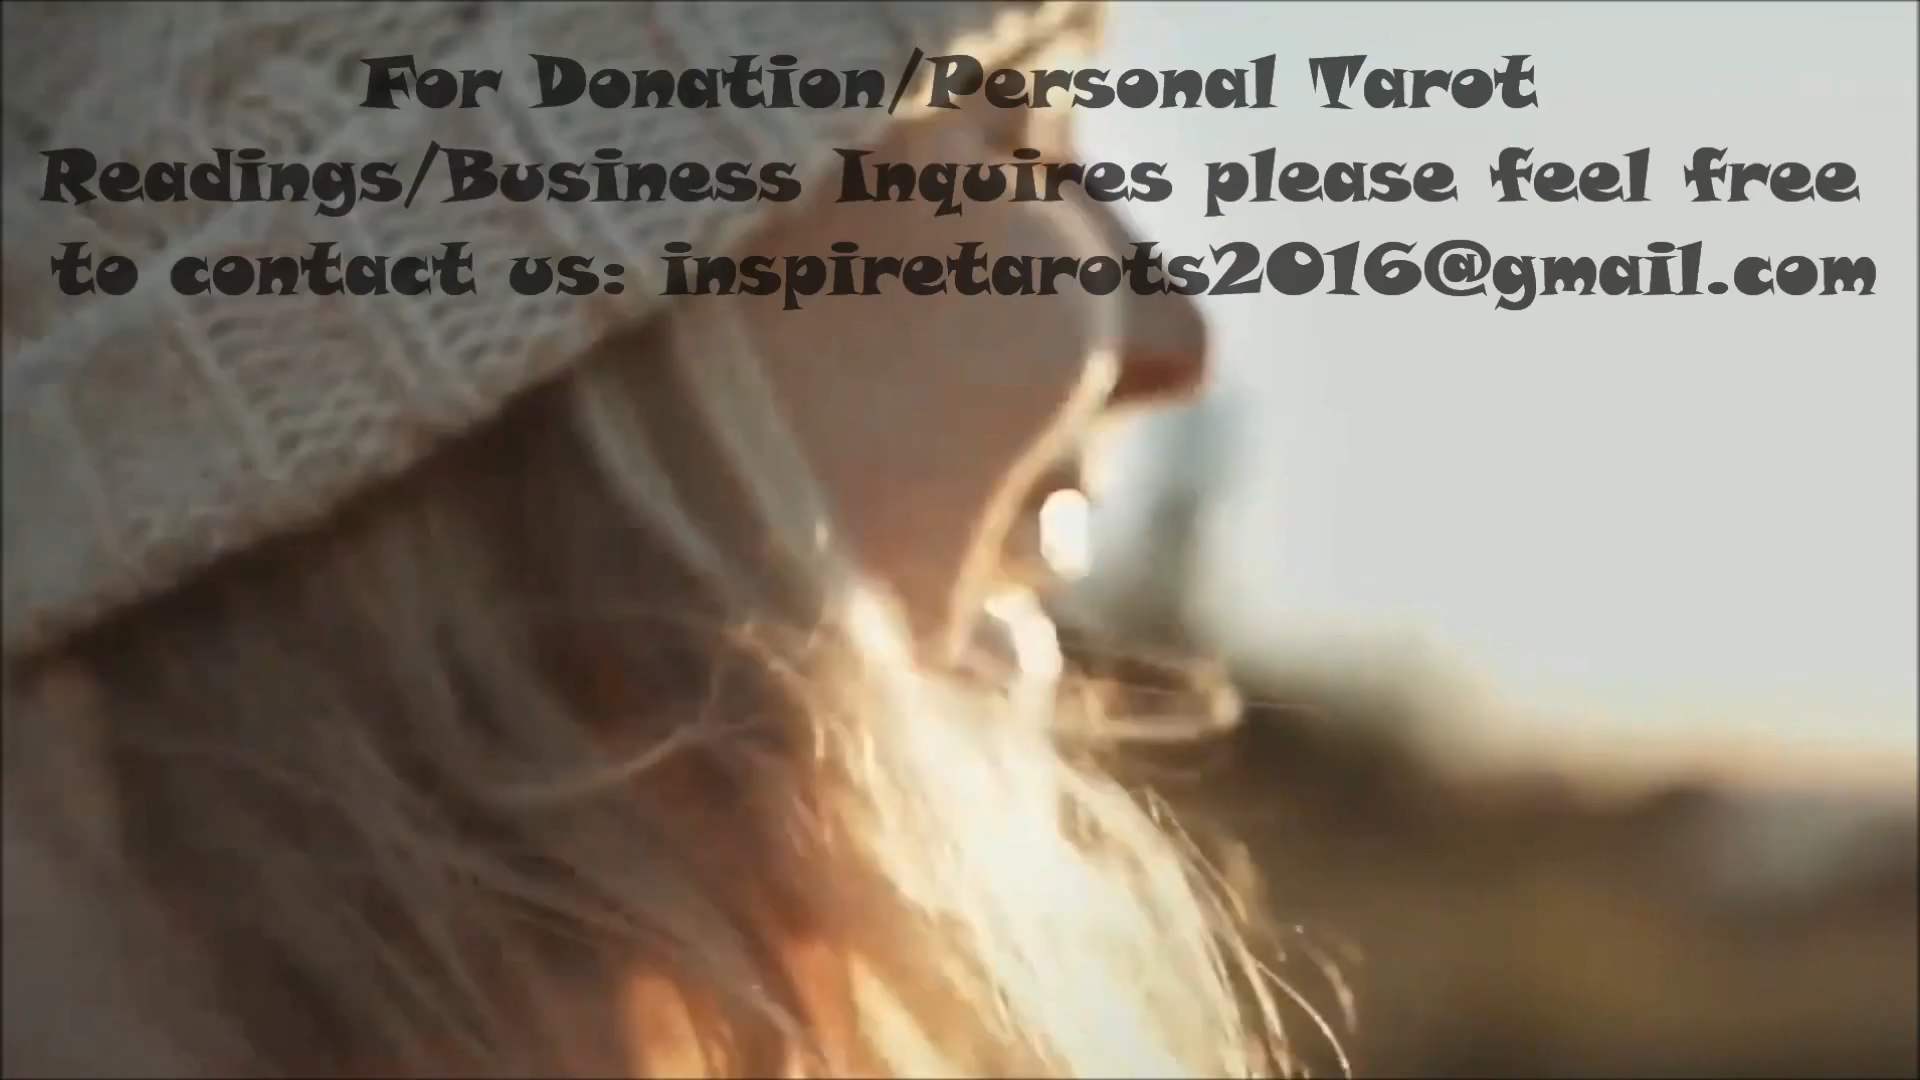 For Donation/Personal Tarot
Readings/Business Inquires please feel free
to contact us: inspiretarots2016@gmail.com